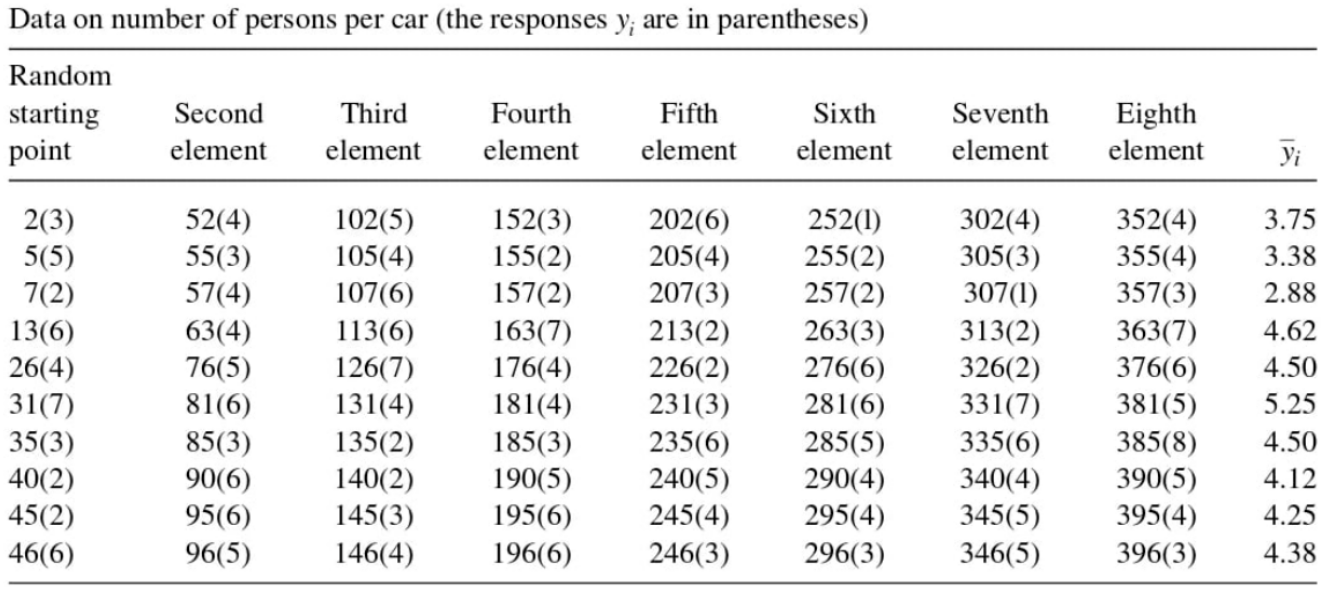 Data on number of persons per car (the responses yᵢ are in parentheses)
Random
starting Second Third Fourth Fifth Sixth Seventh Eighth
point element element element element element element element ȳᵢ
2(3) 52(4) 102(5) 152(3) 202(6) 252(l) 302(4) 352(4) 3.75
5(5) 55(3) 105(4) 155(2) 205(4) 255(2) 305(3) 355(4) 3.38
7(2) 57(4) 107(6) 157(2) 207(3) 257(2) 307(l) 357(3) 2.88
13(6) 63(4) 113(6) 163(7) 213(2) 263(3) 313(2) 363(7) 4.62
26(4) 76(5) 126(7) 176(4) 226(2) 276(6) 326(2) 376(6) 4.50
31(7) 81(6) 131(4) 181(4) 231(3) 281(6) 331(7) 381(5) 5.25
35(3) 85(3) 135(2) 185(3) 235(6) 285(5) 335(6) 385(8) 4.50
40(2) 90(6) 140(2) 190(5) 240(5) 290(4) 340(4) 390(5) 4.12
45(2) 95(6) 145(3) 195(6) 245(4) 295(4) 345(5) 395(4) 4.25
46(6) 96(5) 146(4) 196(6) 246(3) 296(3) 346(5) 396(3) 4.38